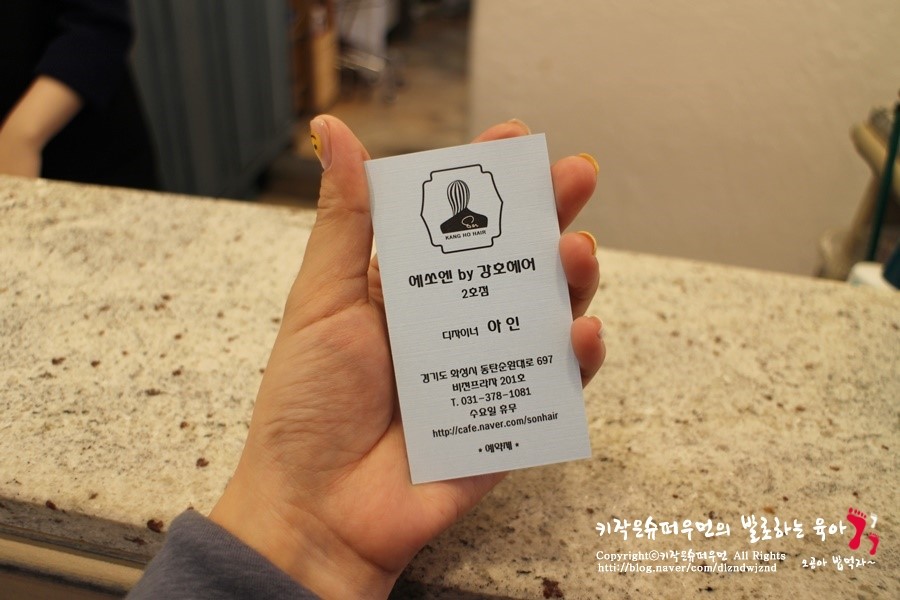 Son
KANG HO HAIR
에쏘엔 by 강호헤어
2호점
디자이너 아인
경기도 화성시 동탄순환대로 697
비젼프라자 201호
T. 031-378-1081
수요일 휴무
http://cafe.naver.com/sonhair
* 예약제 *
키작은슈퍼우먼의 발로하는 육아
Copyright©키작은슈퍼우먼 All Rights
http://blog.naver.com/dlzndwjznd
오공아 밥먹자~